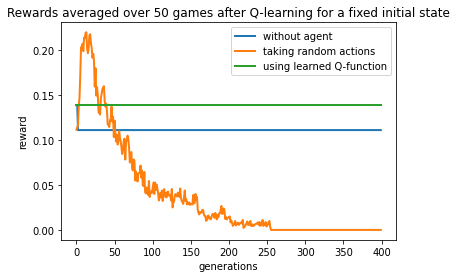 Rewards averaged over 50 games after Q-learning for a fixed initial state
without agent
taking random actions
using learned Q-function
reward
0.20
0.15
0.10
0.05
0.00
0
50
100
150
200
250
300
350
400
generations